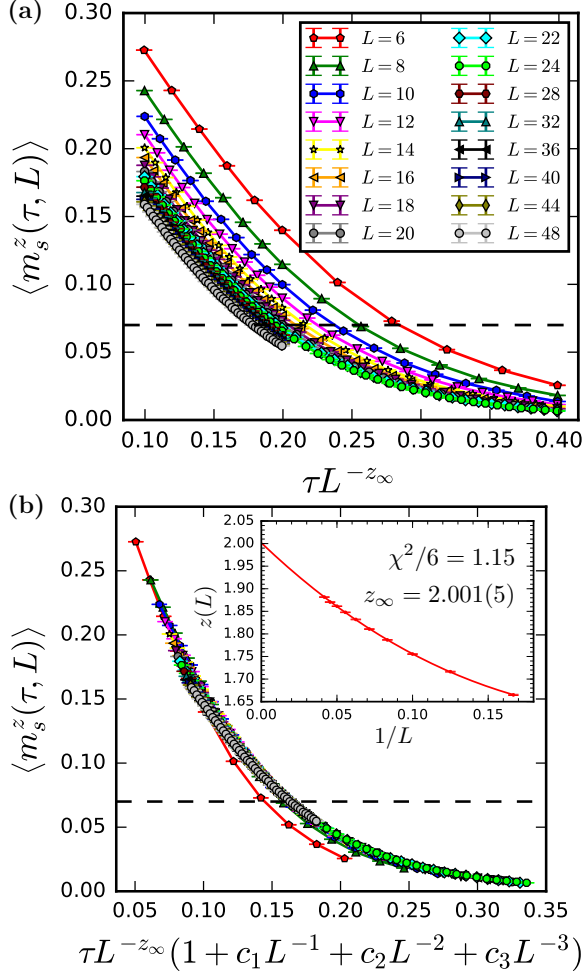 (a)
0.30
0.25
0.20
0.15
0.10
0.05
0.00
⟨m_s^z(τ, L)⟩
L = 6
L = 8
L = 10
L = 12
L = 14
L = 16
L = 18
L = 20
L = 22
L = 24
L = 28
L = 32
L = 36
L = 40
L = 44
L = 48
0.10 0.15 0.20 0.25 0.30 0.35 0.40
τL^{-z_∞}
(b)
0.30
0.25
0.20
0.15
0.10
0.05
0.00
⟨m_s^z(τ, L)⟩
2.05
2.00
1.95
1.90
1.85
1.80
1.75
1.70
1.65
z(L)
χ²/6 = 1.15
z_∞ = 2.001(5)
0.00 0.05 0.10 0.15
1/L
0.05 0.10 0.15 0.20 0.25 0.30 0.35
τL^{-z_∞}(1 + c_1L^{-1} + c_2L^{-2} + c_3L^{-3})